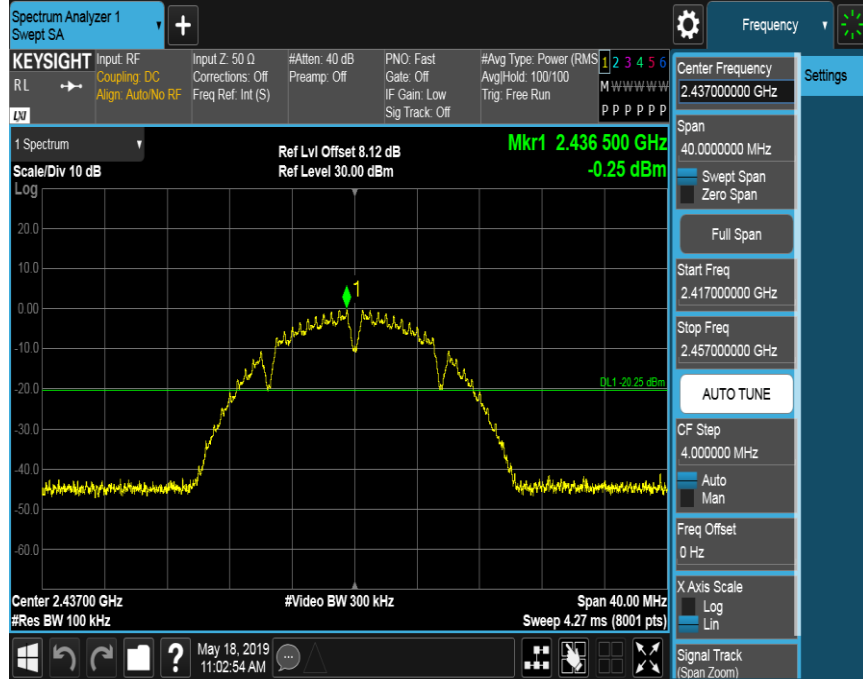 Spectrum Analyzer 1
Swept SA
+
Frequency
KEYSIGHT
RL
LXI
Input: RF
Coupling: DC
Align: Auto/No RF
Input Z: 50 Ω
Corrections: Off
Freq Ref: Int (S)
#Atten: 40 dB
Preamp: Off
PNO: Fast
Gate: Off
IF Gain: Low
Sig Track: Off
#Avg Type: Power (RMS
Avg|Hold: 100/100
Trig: Free Run
1 2 3 4 5 6
M W W W W W
P P P P P P
1 Spectrum
Scale/Div 10 dB
Log
Ref Lvl Offset 8.12 dB
Ref Level 30.00 dBm
Mkr1 2.436 500 GHz
-0.25 dBm
20.0
10.0
0.00
-10.0
-20.0
-30.0
-40.0
-50.0
-60.0
1
DL1 -20.25 dBm
Center 2.43700 GHz
#Res BW 100 kHz
#Video BW 300 kHz
Span 40.00 MHz
Sweep 4.27 ms (8001 pts)
?
May 18, 2019
11:02:54 AM
Center Frequency
2.437000000 GHz
Settings
Span
40.0000000 MHz
Swept Span
Zero Span
Full Span
Start Freq
2.417000000 GHz
Stop Freq
2.457000000 GHz
AUTO TUNE
CF Step
4.000000 MHz
Auto
Man
Freq Offset
0 Hz
X Axis Scale
Log
Lin
Signal Track
(Span Zoom)